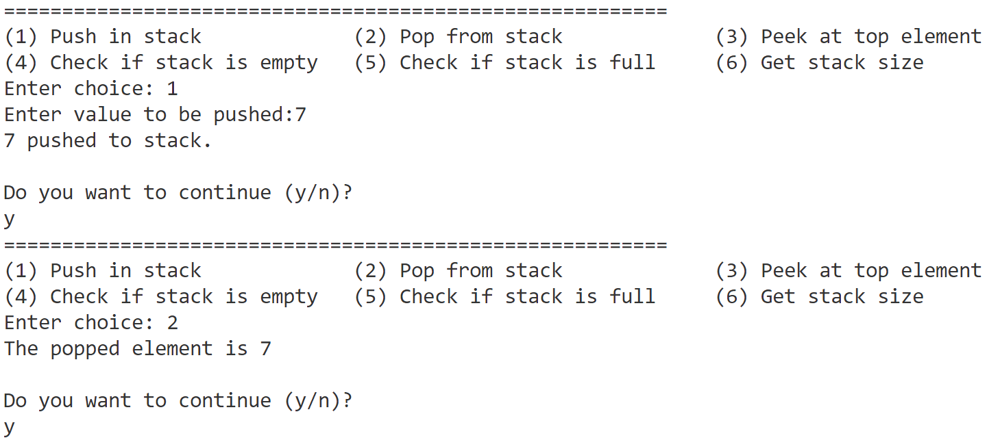 =========================================================
(1) Push in stack (2) Pop from stack (3) Peek at top element
(4) Check if stack is empty (5) Check if stack is full (6) Get stack size
Enter choice: 1
Enter value to be pushed:7
7 pushed to stack.
Do you want to continue (y/n)?
y
=========================================================
(1) Push in stack (2) Pop from stack (3) Peek at top element
(4) Check if stack is empty (5) Check if stack is full (6) Get stack size
Enter choice: 2
The popped element is 7
Do you want to continue (y/n)?
y